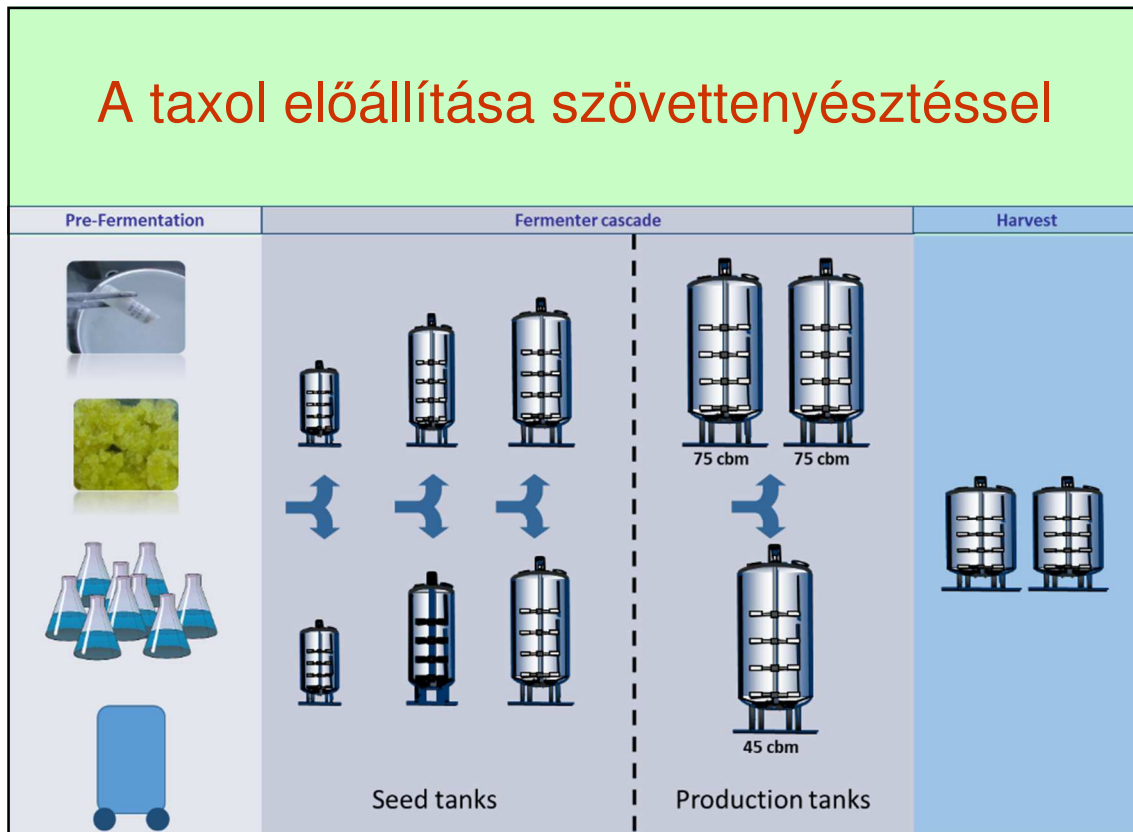 A taxol előállítása szövettenyésztéssel
Pre-Fermentation
Fermenter cascade
Harvest
75 cbm
75 cbm
45 cbm
Seed tanks
Production tanks